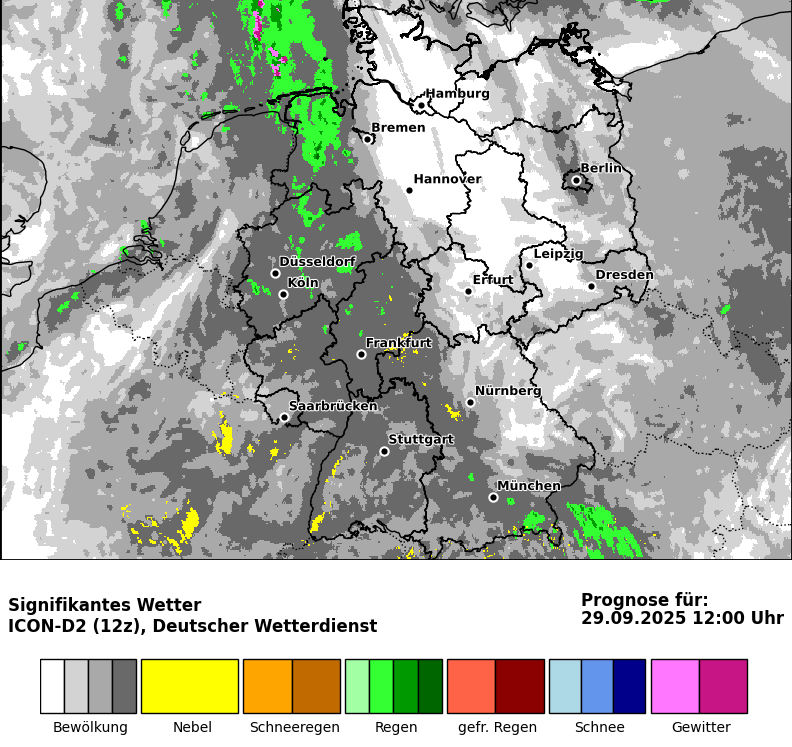 Hamburg
Bremen
Hannover
Berlin
Düsseldorf
Köln
Leipzig
Erfurt
Dresden
Frankfurt
Saarbrücken
Nürnberg
Stuttgart
München
Signifikantes Wetter
ICON-D2 (12z), Deutscher Wetterdienst
Prognose für:
29.09.2025 12:00 Uhr
Bewölkung
Nebel
Schneeregen
Regen
gefr. Regen
Schnee
Gewitter